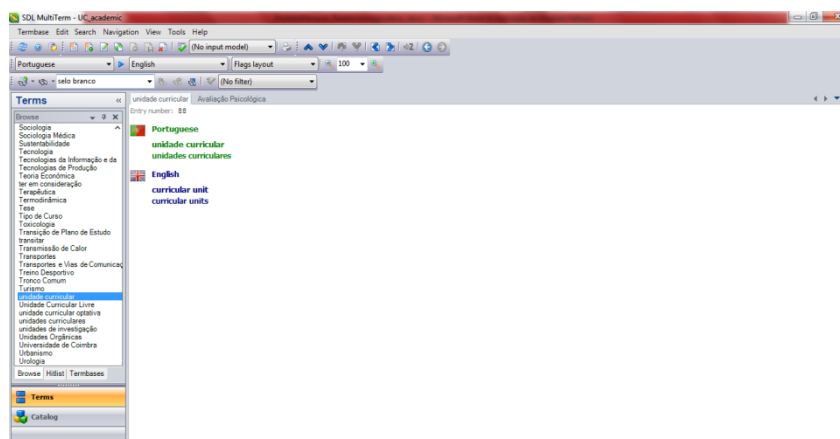 SDL MultiTerm - UC_academic
Termbase Edit Search Navigation View Tools Help
(No input model)
Portuguese English Flags layout 100
selo branco (No filter)
Terms «
unidade curricular Avaliação Psicológica
Browse
Entry number: 88
Sociologia
Sociologia Médica
Sustentabilidade
Tecnologia
Tecnologias da Informação e da
Tecnologias de Produção
Teoria Económica
ter em consideração
Terapêutica
Termodinâmica
Tese
Tipo de Curso
Toxicologia
Transição de Plano de Estudo
transitar
Transmissão de Calor
Transportes
Transportes e Vias de Comunicaç
Treino Desportivo
Tronco Comum
Turismo
unidade curricular
Unidade Curricular Livre
unidade curricular optativa
unidades curriculares
unidades de investigação
Unidades Orgânicas
Universidade de Coimbra
Urbanismo
Urologia
Portuguese
unidade curricular
unidades curriculares
English
curricular unit
curricular units
Browse Hitlist Termbases
Terms
Catalog